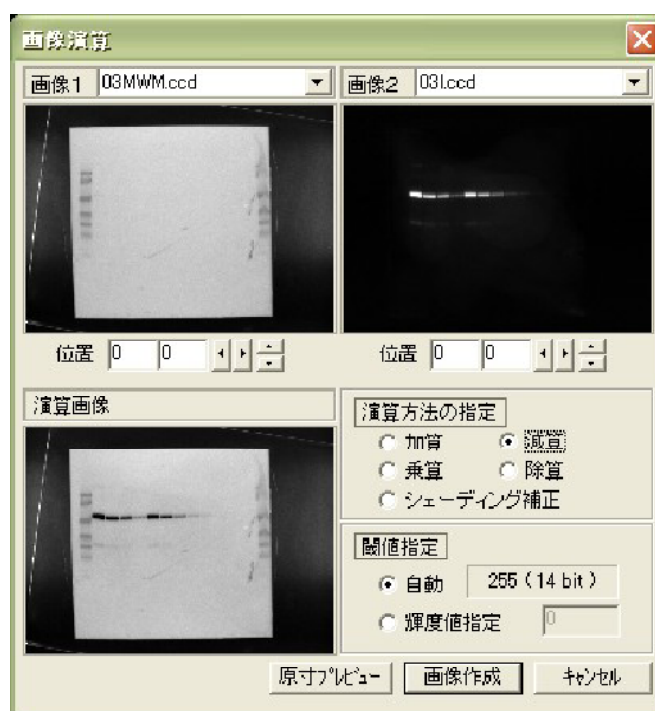 画像演算
画像1 03MWM.ccd
画像2 03I.ccd
位置 0 0
位置 0 0
演算画像
演算方法の指定
加算 減算
乗算 除算
シェーディング補正
閾値指定
自動 255 (14 bit)
輝度値指定 0
原寸プレビュー 画像作成 キャンセル